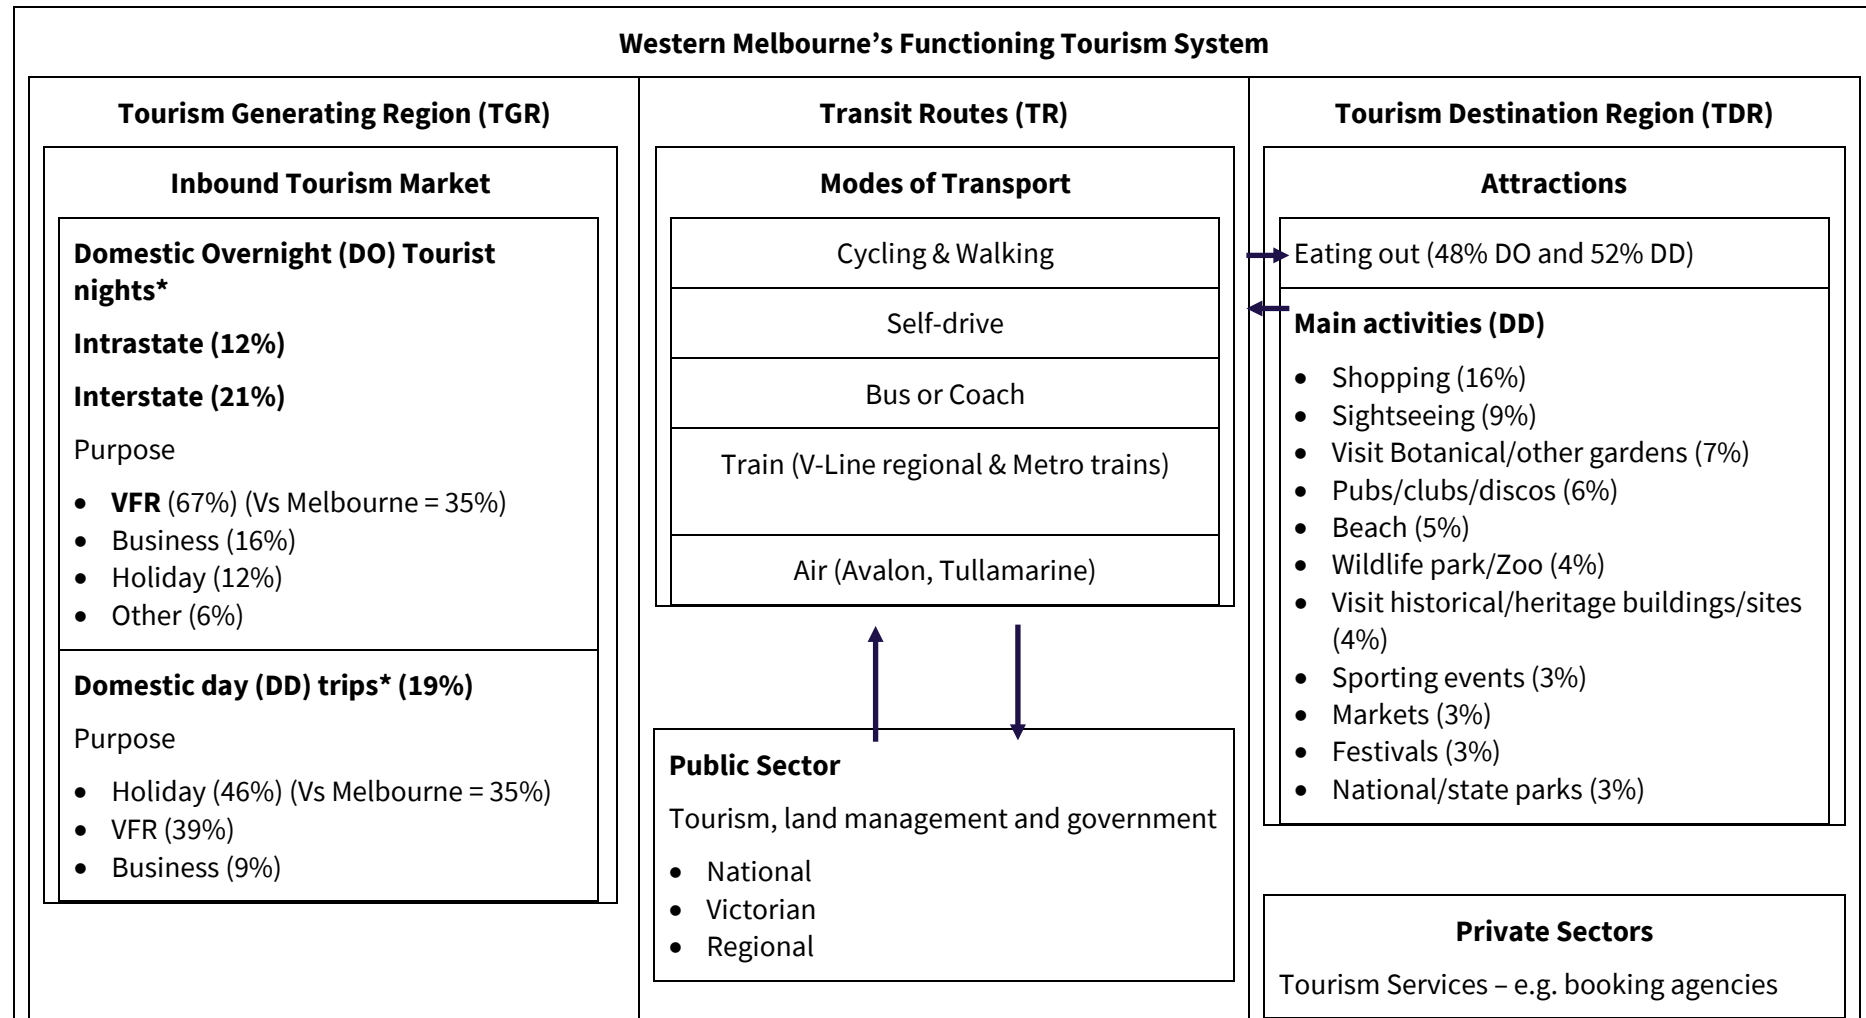 Western Melbourne’s Functioning Tourism System
Tourism Generating Region (TGR)
Inbound Tourism Market
Domestic Overnight (DO) Tourist
nights*
Intrastate (12%)
Interstate (21%)
Purpose
• VFR (67%) (Vs Melbourne = 35%)
• Business (16%)
• Holiday (12%)
• Other (6%)
Domestic day (DD) trips* (19%)
Purpose
• Holiday (46%) (Vs Melbourne = 35%)
• VFR (39%)
• Business (9%)
Transit Routes (TR)
Modes of Transport
Cycling & Walking
Self-drive
Bus or Coach
Train (V-Line regional & Metro trains)
Air (Avalon, Tullamarine)
Public Sector
Tourism, land management and government
• National
• Victorian
• Regional
Tourism Destination Region (TDR)
Attractions
Eating out (48% DO and 52% DD)
Main activities (DD)
• Shopping (16%)
• Sightseeing (9%)
• Visit Botanical/other gardens (7%)
• Pubs/clubs/discos (6%)
• Beach (5%)
• Wildlife park/Zoo (4%)
• Visit historical/heritage buildings/sites
(4%)
• Sporting events (3%)
• Markets (3%)
• Festivals (3%)
• National/state parks (3%)
Private Sectors
Tourism Services – e.g. booking agencies